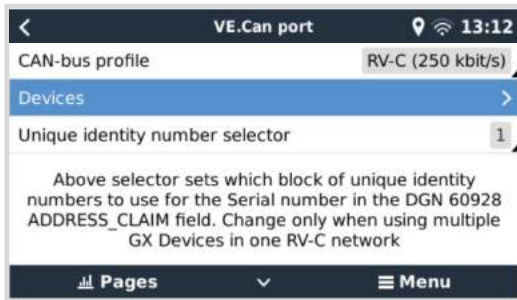 VE.Can port 13:12
CAN-bus profile RV-C (250 kbit/s)
Devices
Unique identity number selector 1
Above selector sets which block of unique identity
numbers to use for the Serial number in the DGN 60928
ADDRESS_CLAIM field. Change only when using multiple
GX Devices in one RV-C network
Pages Menu